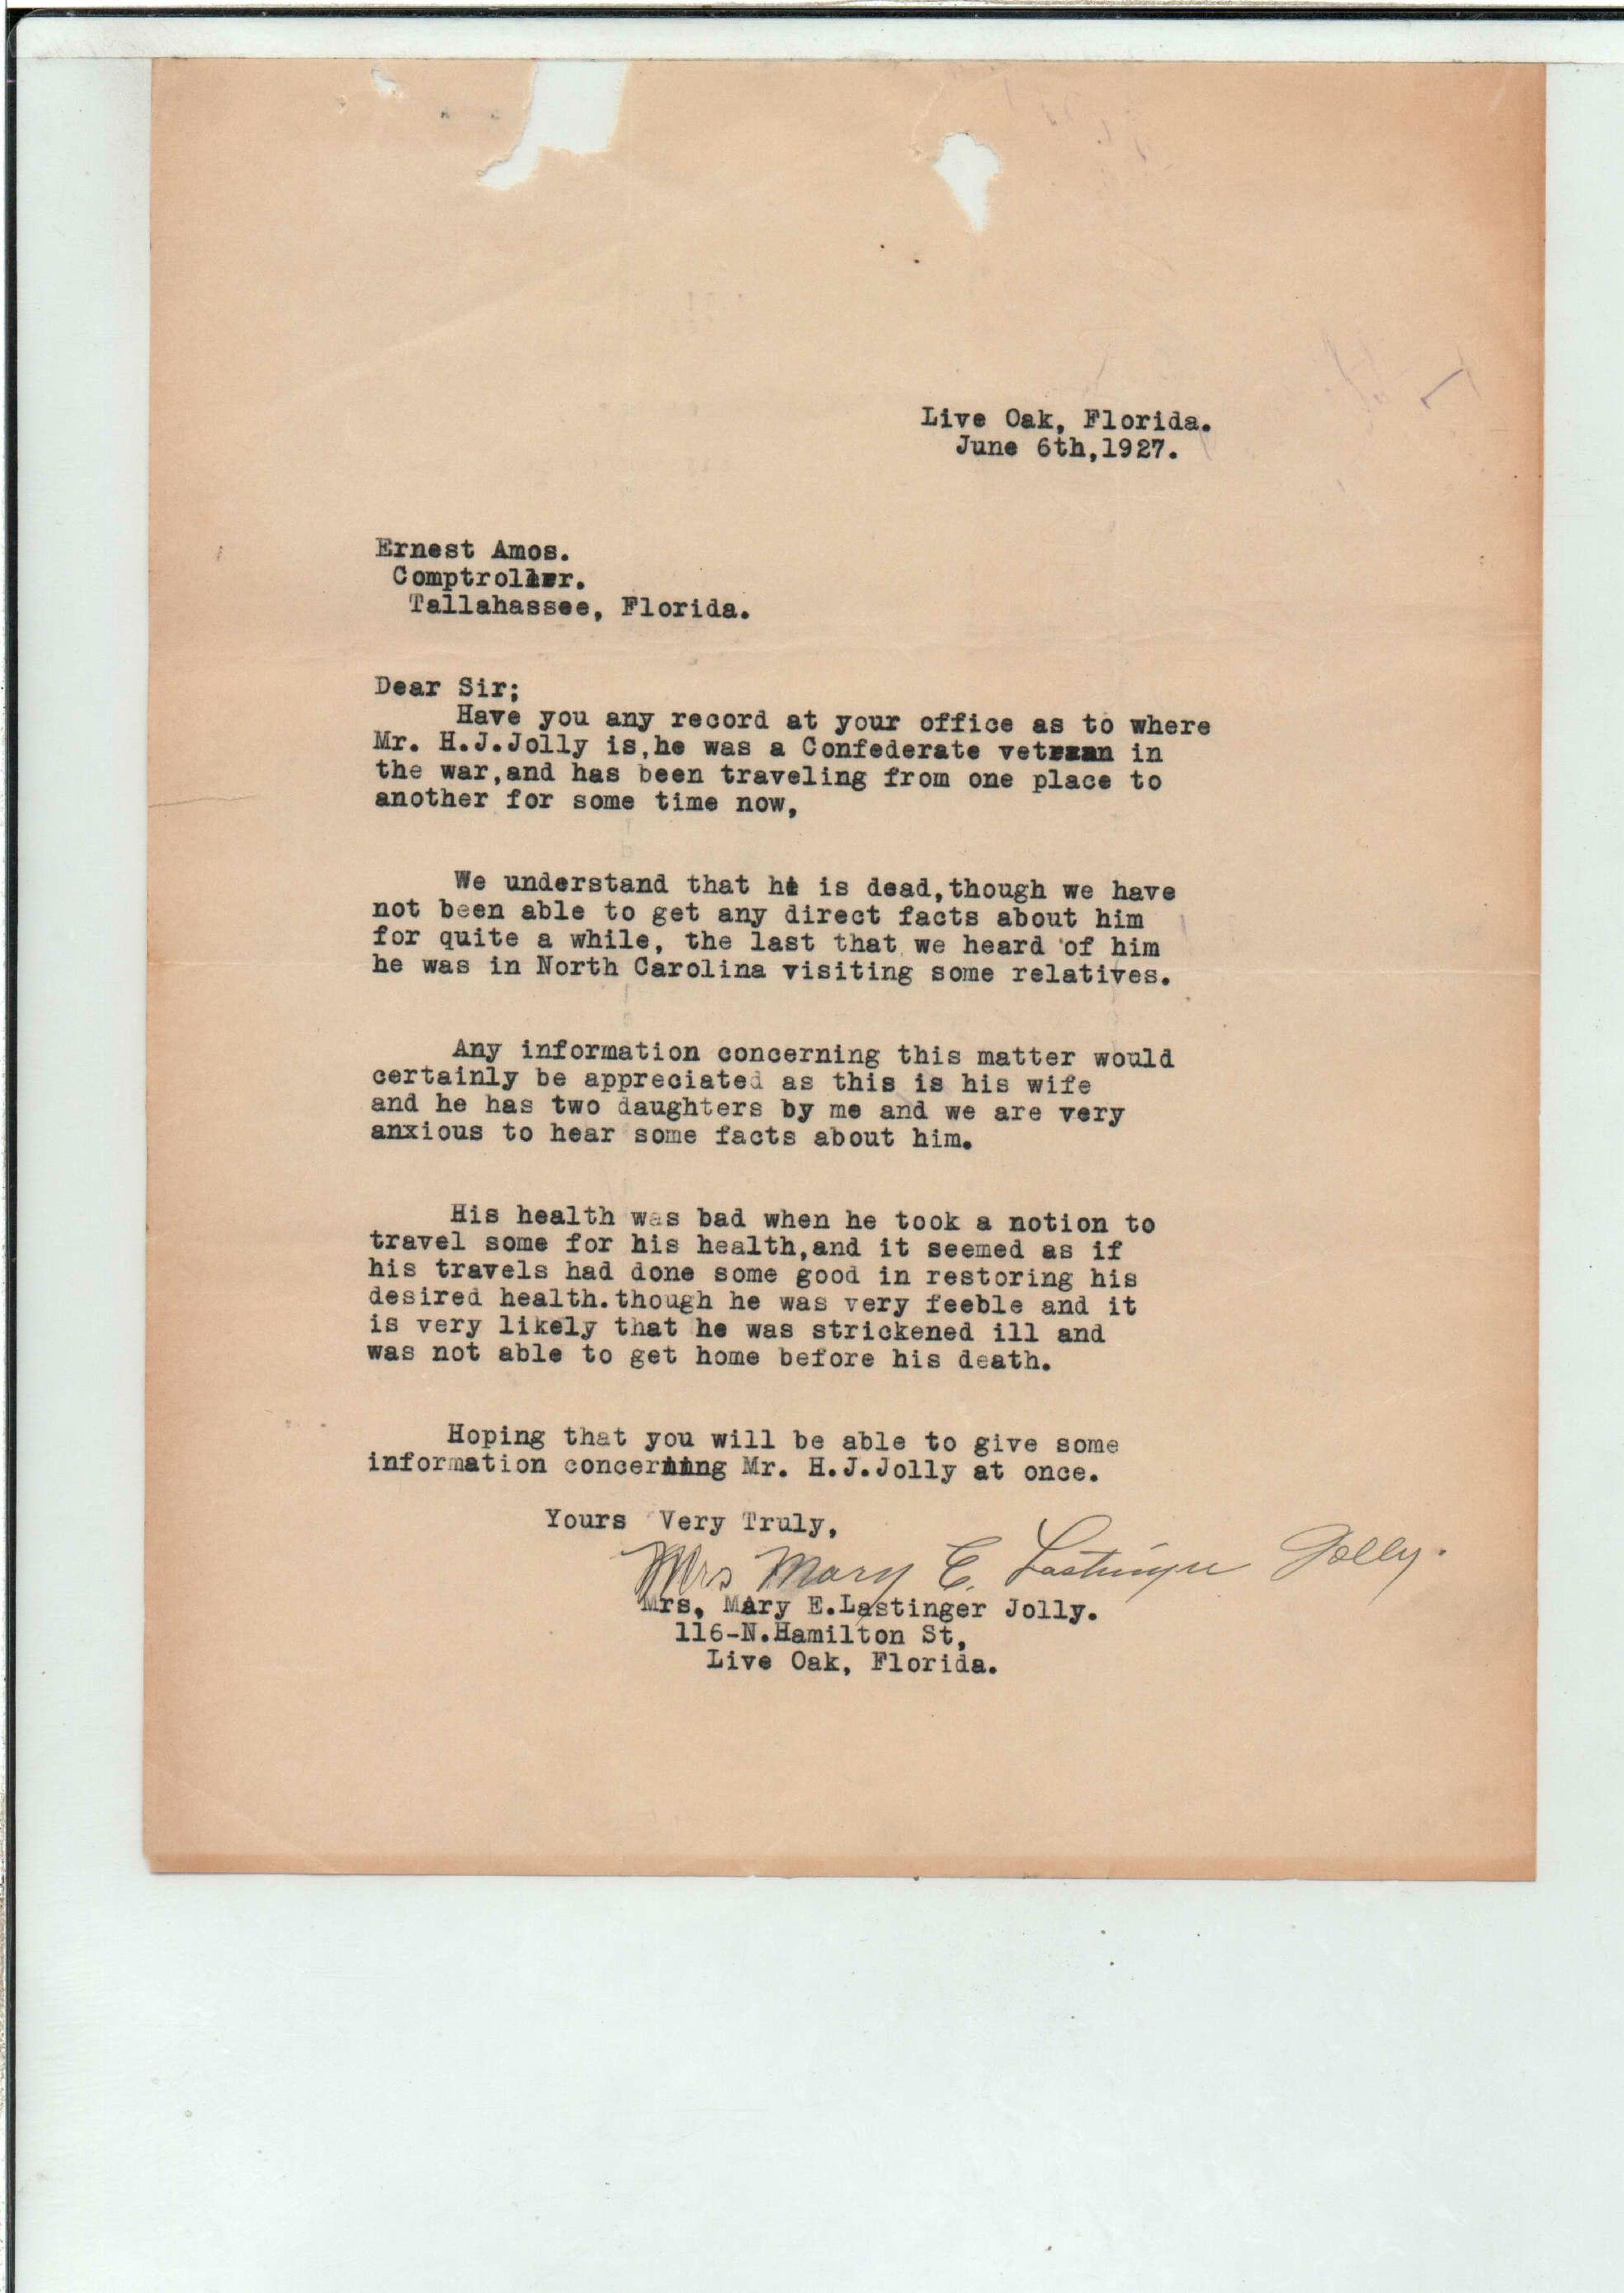 Live Oak, Florida.
June 6th,1927.
Ernest Amos.
Comptroller.
Tallahassee, Florida.
Dear Sir;
Have you any record at your office as to where
Mr. H.J.Jolly is,he was a Confederate veteran in
the war,and has been traveling from one place to
another for some time now,
We understand that he is dead,though we have
not been able to get any direct facts about him
for quite a while, the last that we heard of him
he was in North Carolina visiting some relatives.
Any information concerning this matter would
certainly be appreciated as this is his wife
and he has two daughters by me and we are very
anxious to hear some facts about him.
His health was bad when he took a notion to
travel some for his health,and it seemed as if
his travels had done some good in restoring his
desired health.though he was very feeble and it
is very likely that he was strickened ill and
was not able to get home before his death.
Hoping that you will be able to give some
information concerning Mr. H.J.Jolly at once.
Yours Very Truly,
Mrs Mary E. Lastinger Jolly.
Mrs, Mary E.Lastinger Jolly.
116-N.Hamilton St,
Live Oak, Florida.